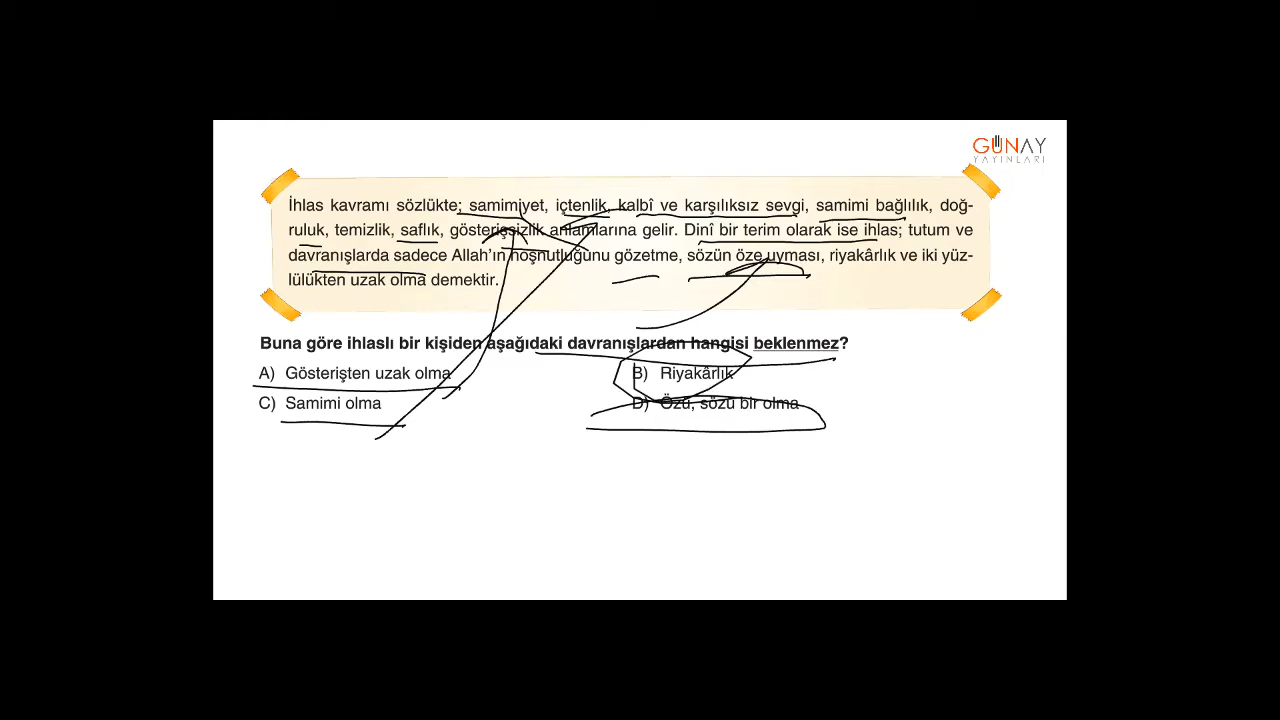 GÜNAY
YAYINLARI
İhlas kavramı sözlükte; samimiyet, içtenlik, kalbî ve karşılıksız sevgi, samimi bağlılık, doğ-
ruluk, temizlik, saflık, gösterişsizlik anlamlarına gelir. Dinî bir terim olarak ise ihlas; tutum ve
davranışlarda sadece Allah'ın hoşnutluğunu gözetme, sözün öze uyması, riyakârlık ve iki yüz-
lülükten uzak olma demektir.
Buna göre ihlaslı bir kişiden aşağıdaki davranışlardan hangisi beklenmez?
A) Gösterişten uzak olma B) Riyakârlık
C) Samimi olma D) Özü, sözü bir olma